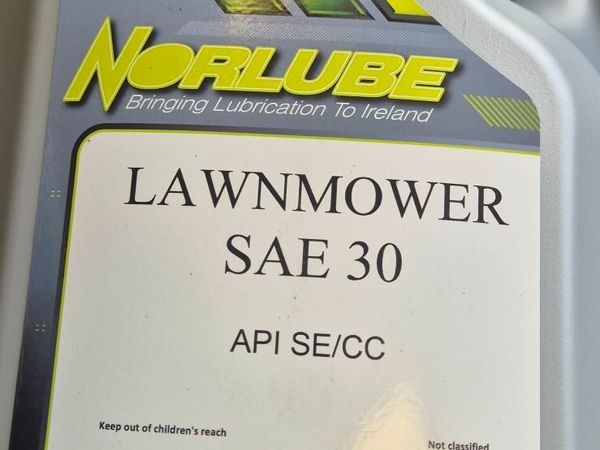 NORLUBE
Bringing Lubrication To Ireland
LAWNMOWER
SAE 30
API SE/CC
Keep out of children's reach
Not classified